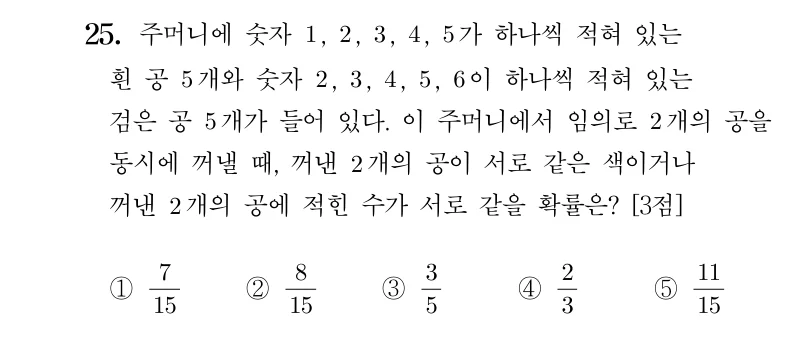 25. 주머니에 숫자 1, 2, 3, 4, 5가 하나씩 적혀 있는
흰 공 5개와 숫자 2, 3, 4, 5, 6이 하나씩 적혀 있는
검은 공 5개가 들어 있다. 이 주머니에서 임의로 2개의 공을
동시에 꺼낼 때, 꺼낸 2개의 공이 서로 같은 색이거나
꺼낸 2개의 공에 적힌 수가 서로 같을 확률은? [3점]
① 7/15 ② 8/15 ③ 3/5 ④ 2/3 ⑤ 11/15